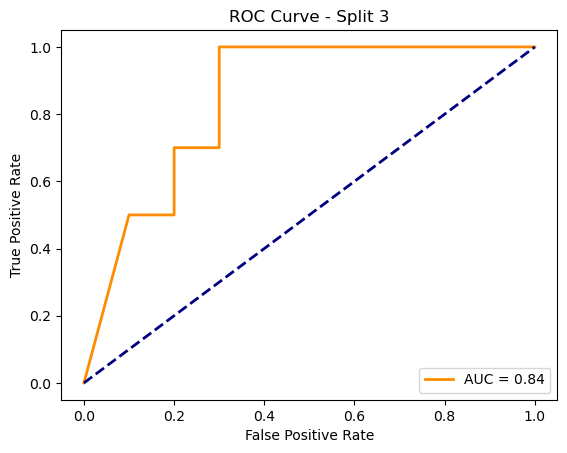 ROC Curve - Split 3
True Positive Rate
1.0
0.8
0.6
0.4
0.2
0.0
AUC = 0.84
0.0 0.2 0.4 0.6 0.8 1.0
False Positive Rate